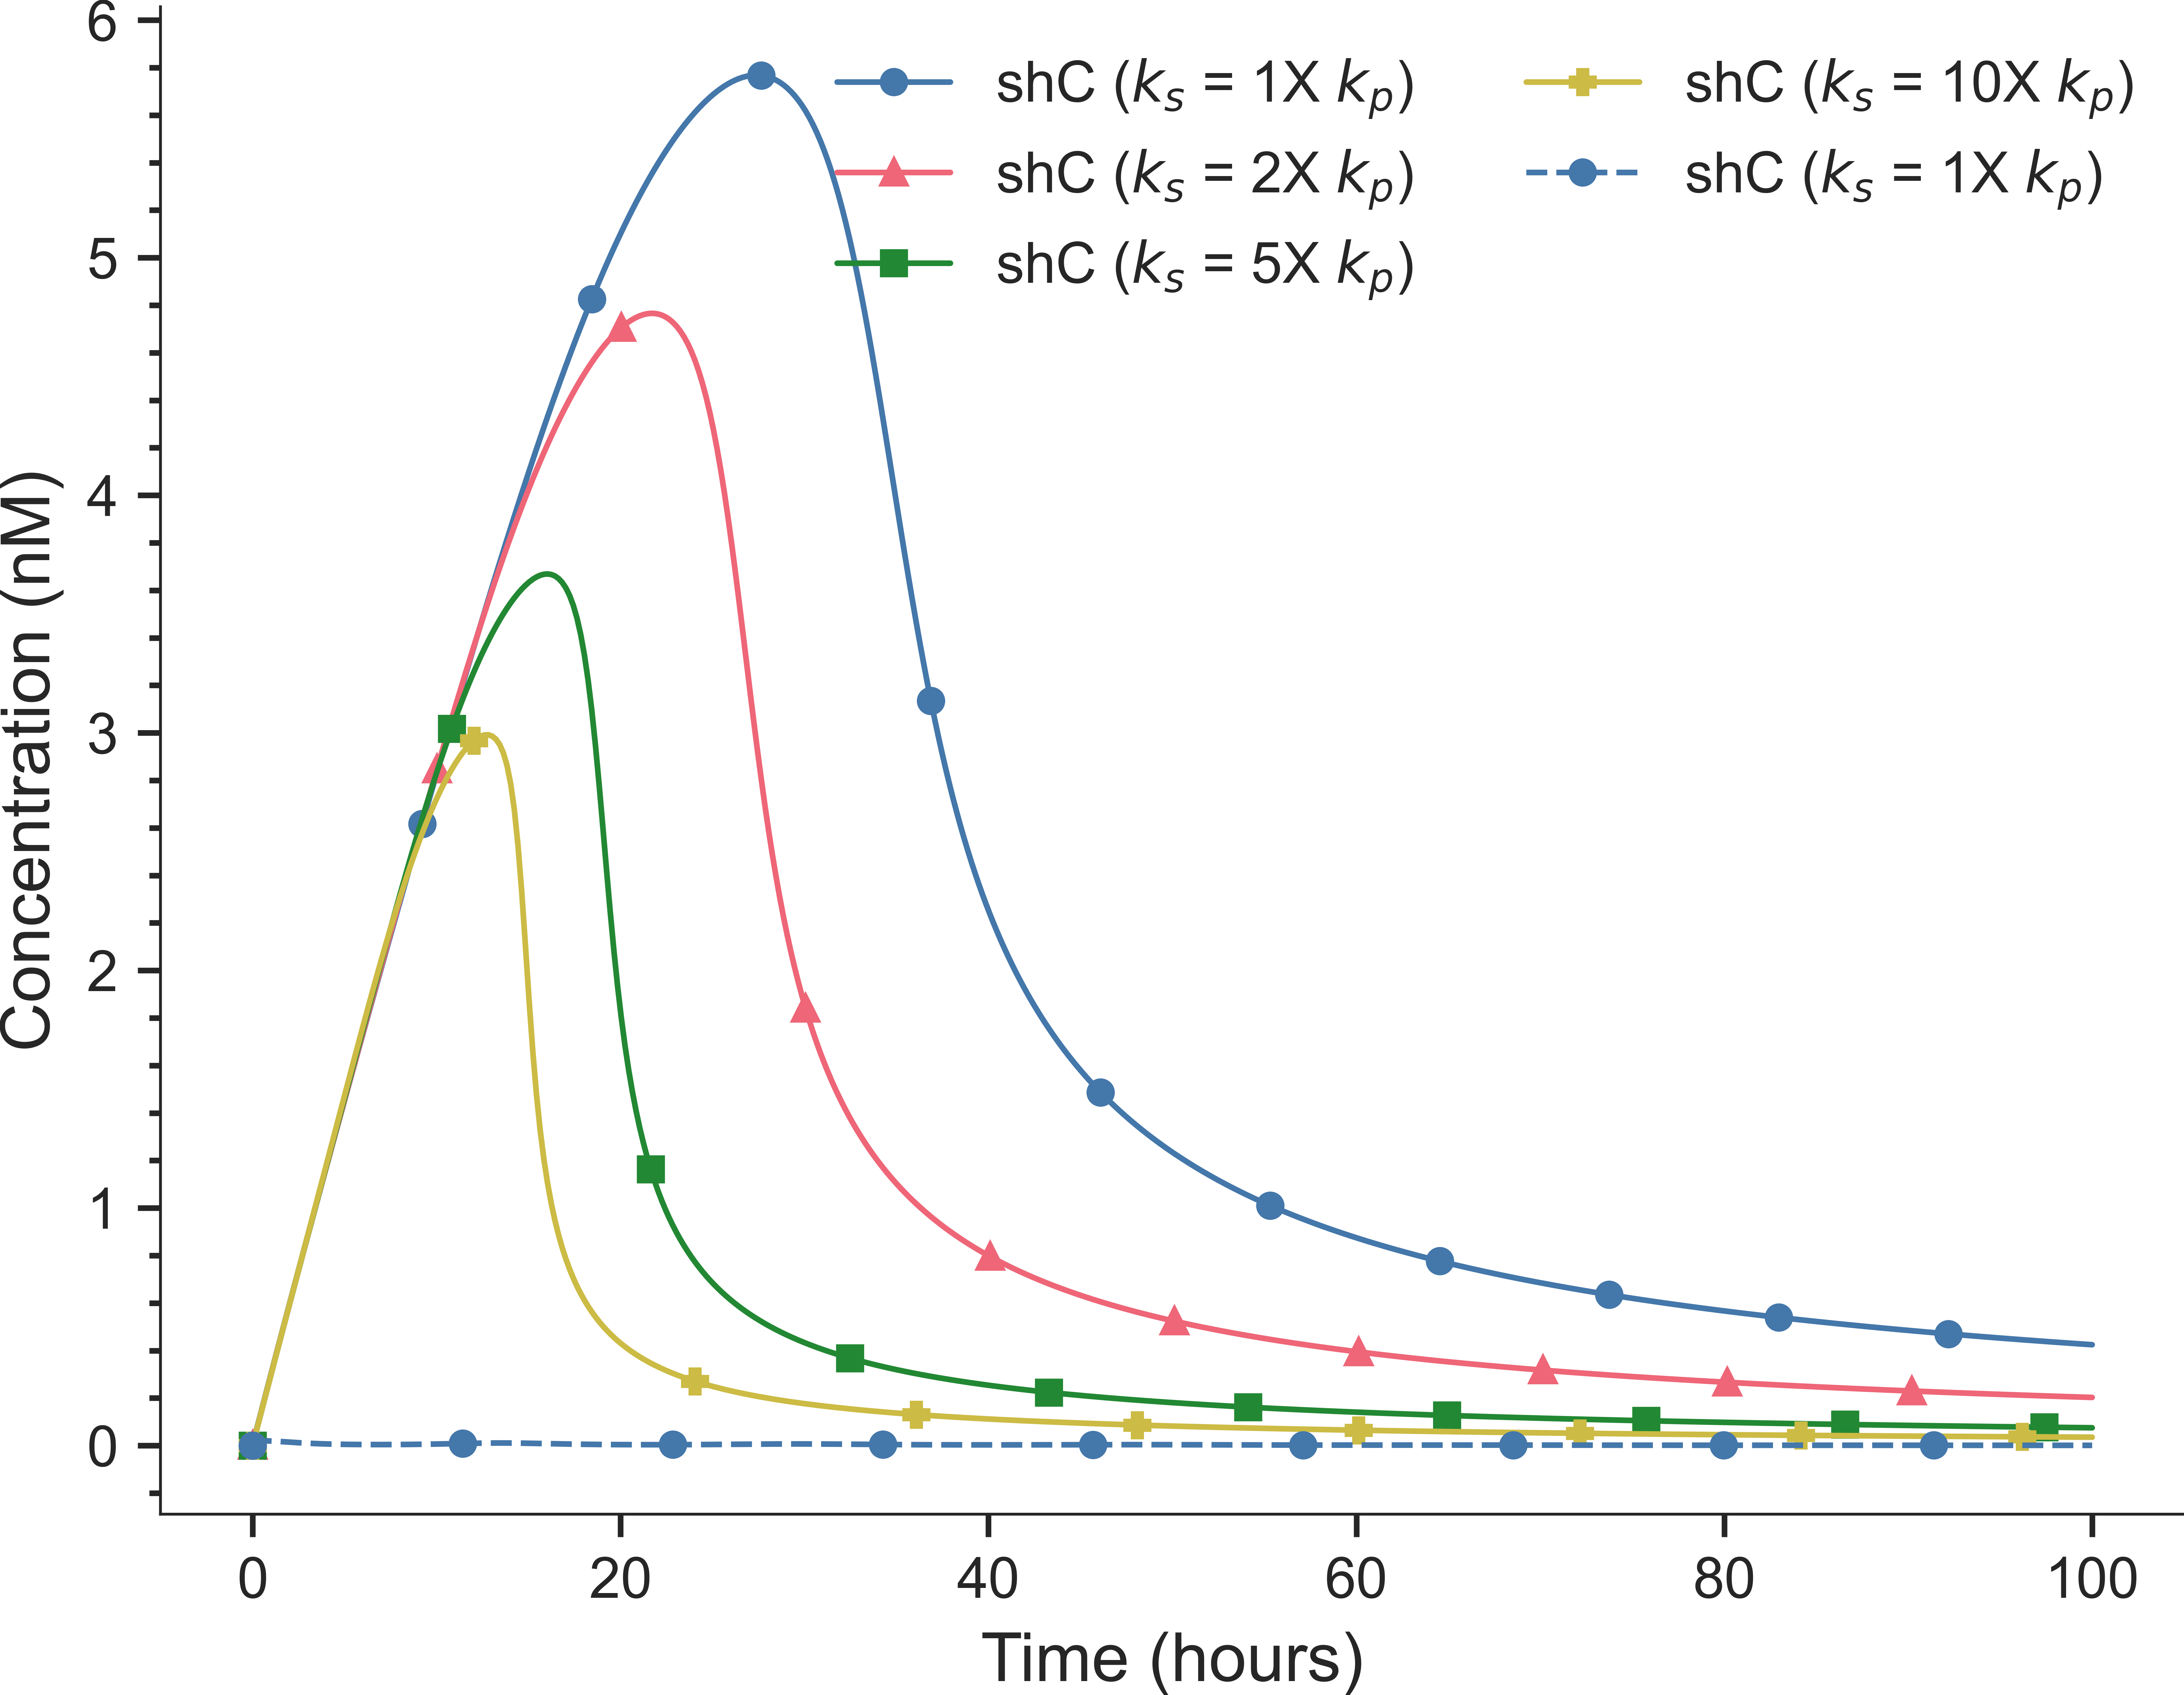 6
5
4
3
2
1
0
Concentration (nM)
shC (kₛ = 1X kₚ)
shC (kₛ = 2X kₚ)
shC (kₛ = 5X kₚ)
shC (kₛ = 10X kₚ)
shC (kₛ = 1X kₚ)
0 20 40 60 80 100
Time (hours)